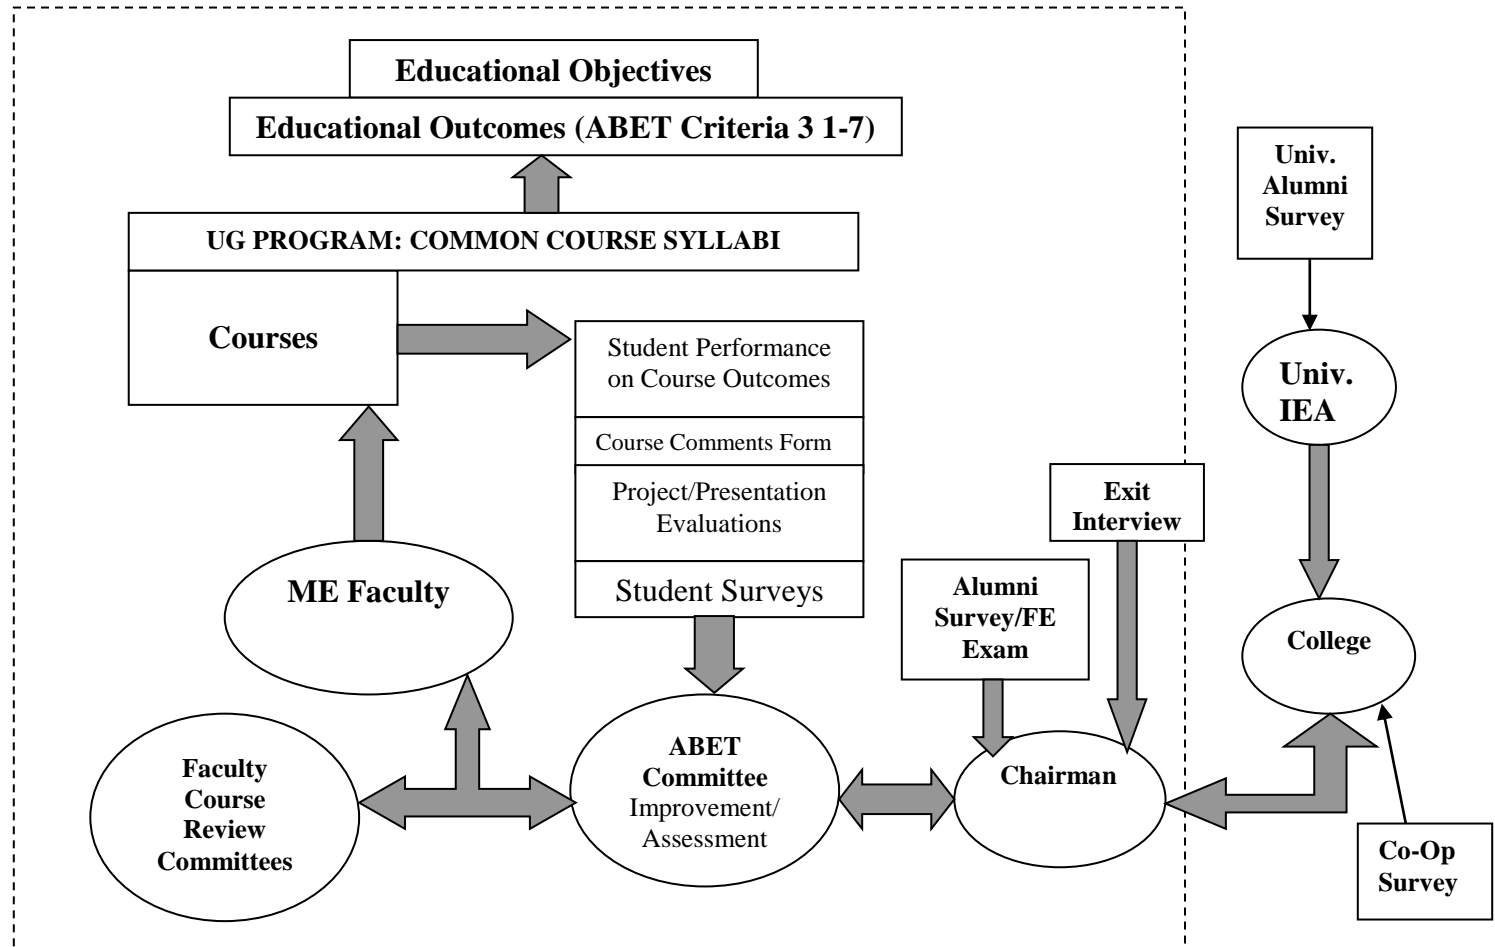 Educational Objectives
Educational Outcomes (ABET Criteria 3 1-7)
UG PROGRAM: COMMON COURSE SYLLABI
Courses
Student Performance
on Course Outcomes
Course Comments Form
Project/Presentation
Evaluations
Student Surveys
ME Faculty
Faculty
Course
Review
Committees
ABET
Committee
Improvement/
Assessment
Alumni
Survey/FE
Exam
Exit
Interview
Chairman
Univ.
Alumni
Survey
Univ.
IEA
College
Co-Op
Survey